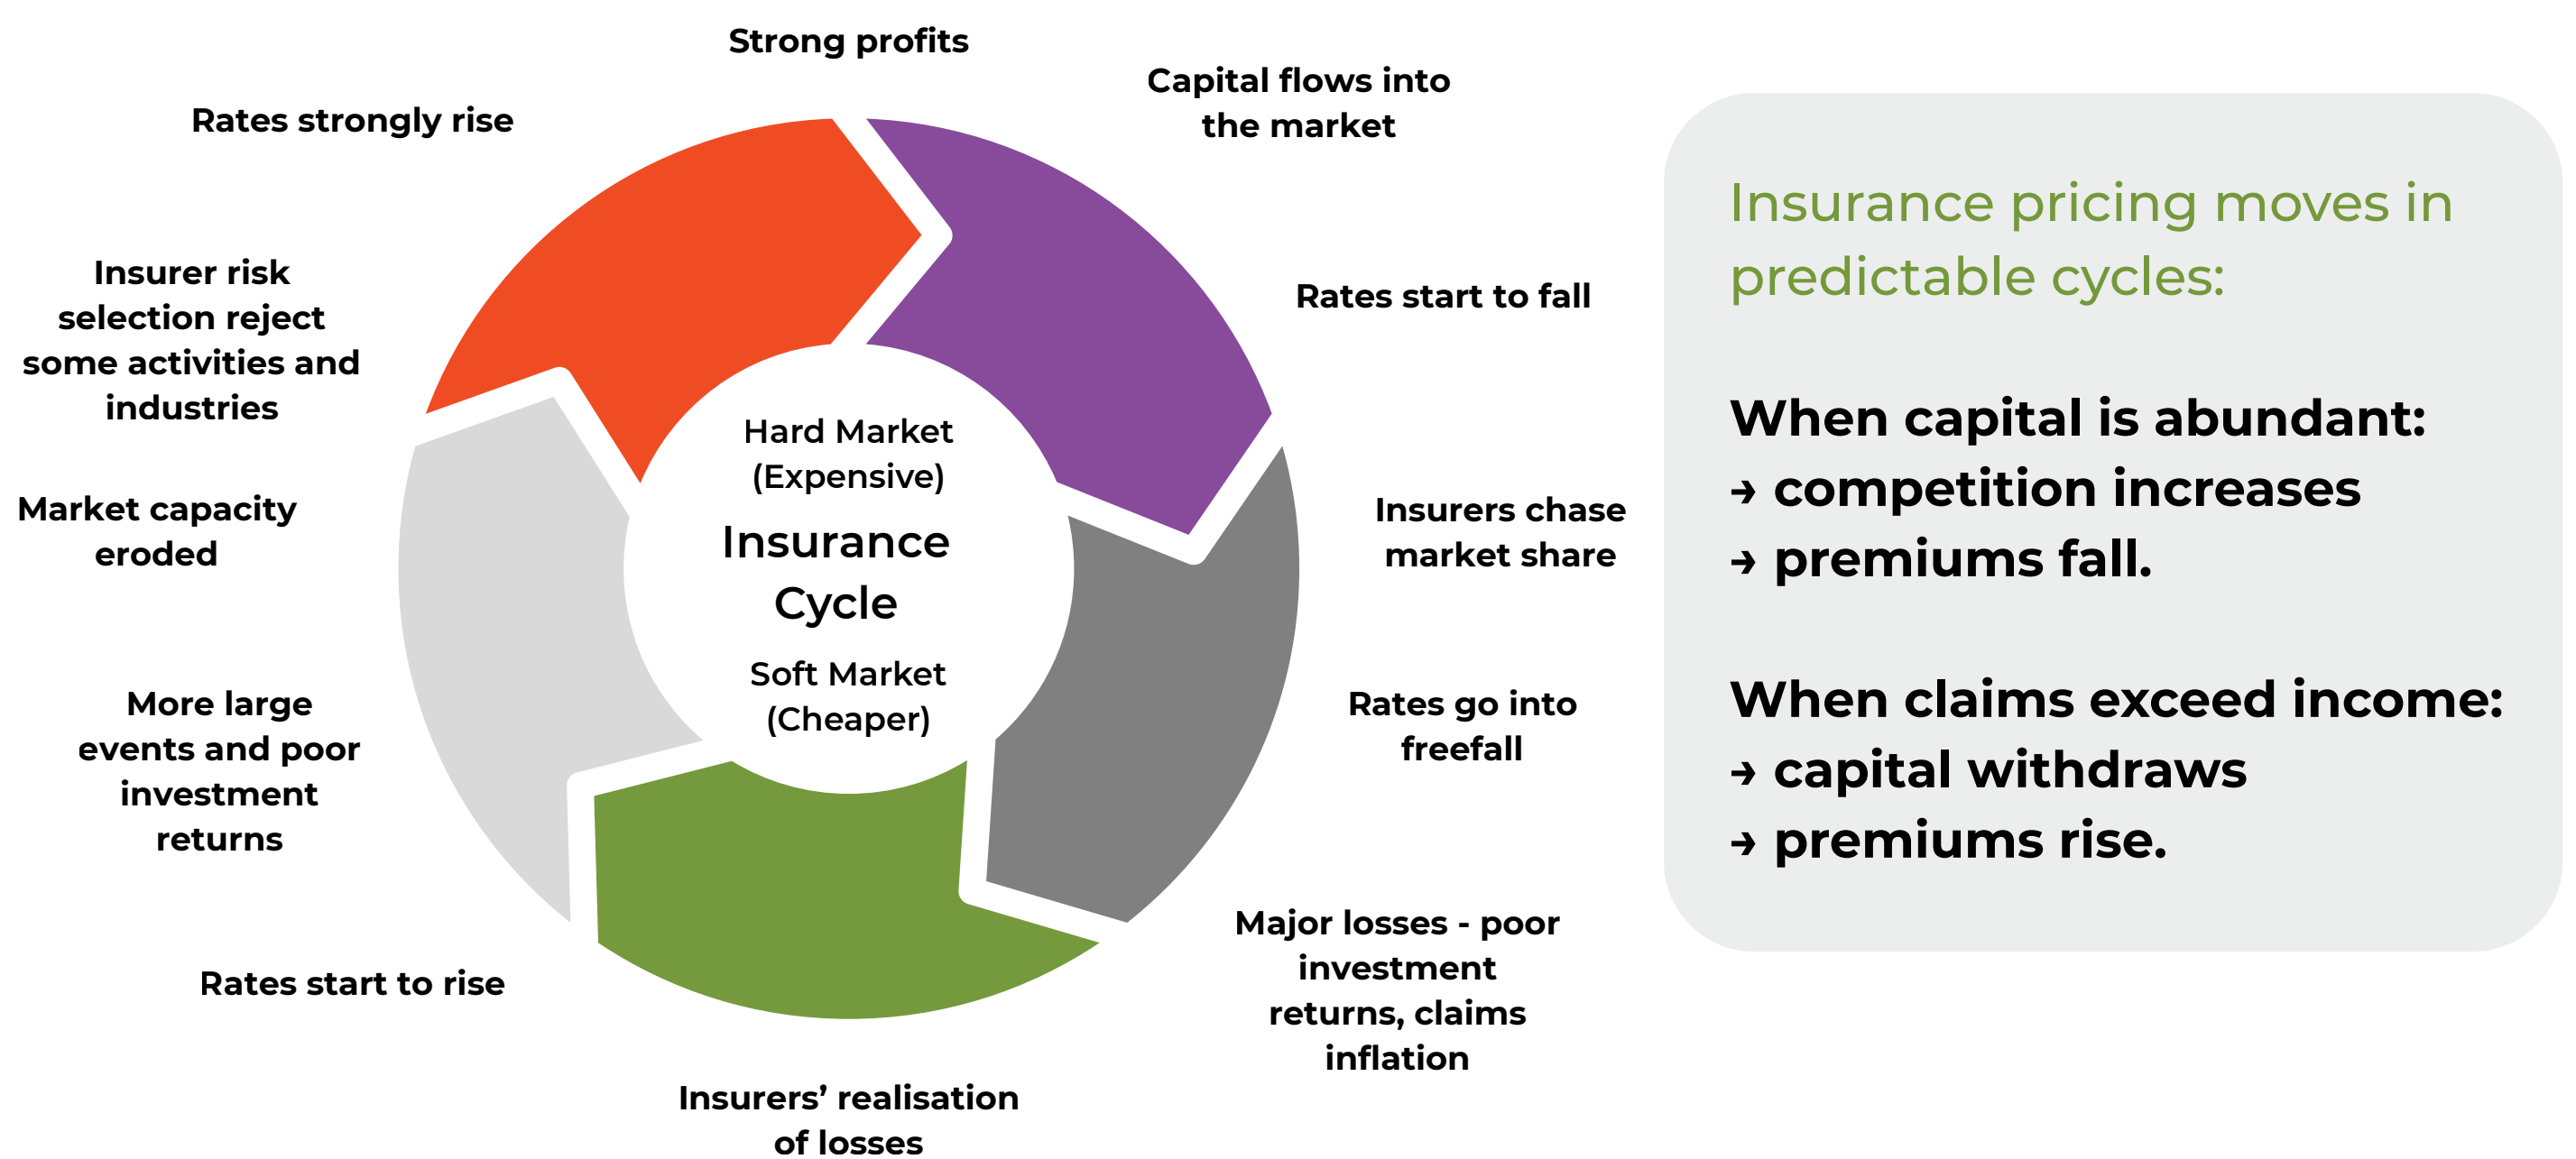 Strong profits
Capital flows into
the market
Rates start to fall
Insurers chase
market share
Rates go into
freefall
Major losses - poor
investment
returns, claims
inflation
Insurers’ realisation
of losses
Rates start to rise
More large
events and poor
investment
returns
Market capacity
eroded
Insurer risk
selection reject
some activities and
industries
Rates strongly rise
Hard Market
(Expensive)
Insurance
Cycle
Soft Market
(Cheaper)
Insurance pricing moves in
predictable cycles:
When capital is abundant:
→ competition increases
→ premiums fall.
When claims exceed income:
→ capital withdraws
→ premiums rise.